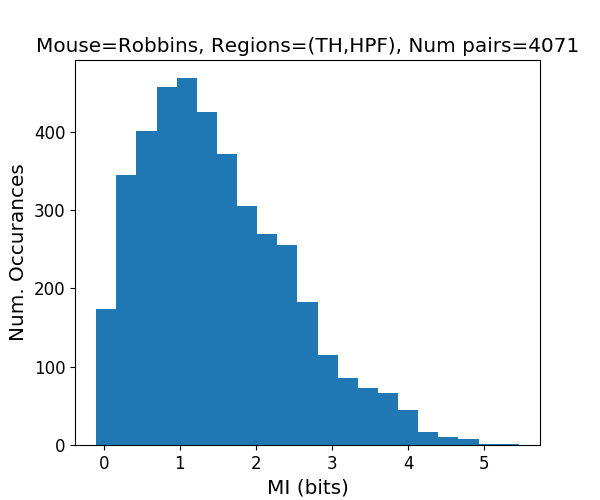 Mouse=Robbins, Regions=(TH,HPF), Num pairs=4071
Num. Occurances
400
300
200
100
0
0 1 2 3 4 5
MI (bits)